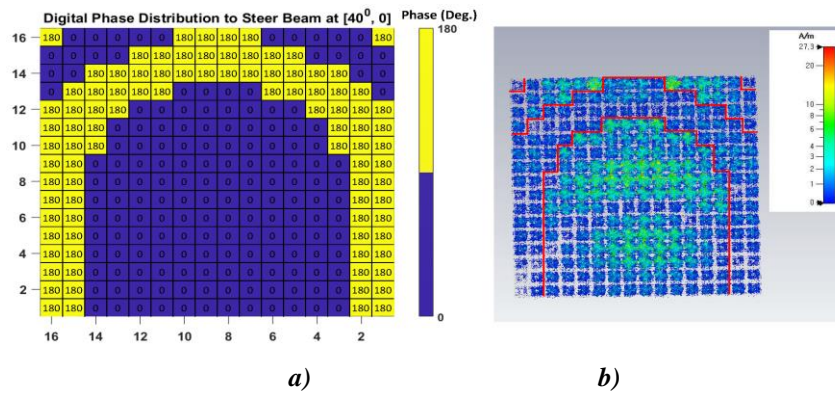 Digital Phase Distribution to Steer Beam at [40⁰, 0]
Phase (Deg.)
16 180 0 0 0 0 0 180 180 180 180 0 0 0 0 0 180
0 0 0 0 180 180 180 180 180 180 180 180 0 0 0 0
14 0 0 180 180 180 180 180 180 180 180 180 180 180 180 0 0
0 180 180 180 180 180 0 0 0 0 180 180 180 180 180 0
12 180 180 180 180 0 0 0 0 0 0 0 0 180 180 180 180
180 180 180 0 0 0 0 0 0 0 0 0 0 180 180 180
10 180 180 180 0 0 0 0 0 0 0 0 0 0 180 180 180
180 180 0 0 0 0 0 0 0 0 0 0 0 0 180 180
8 180 180 0 0 0 0 0 0 0 0 0 0 0 0 180 180
180 180 0 0 0 0 0 0 0 0 0 0 0 0 180 180
6 180 180 0 0 0 0 0 0 0 0 0 0 0 0 180 180
180 180 0 0 0 0 0 0 0 0 0 0 0 0 180 180
4 180 180 0 0 0 0 0 0 0 0 0 0 0 0 180 180
180 180 0 0 0 0 0 0 0 0 0 0 0 0 180 180
2 180 180 0 0 0 0 0 0 0 0 0 0 0 0 180 180
180 180 0 0 0 0 0 0 0 0 0 0 0 0 180 180
16 14 12 10 8 6 4 2
180
0
A/m
27.3
20
10
8
6
4
2
0
a)
b)